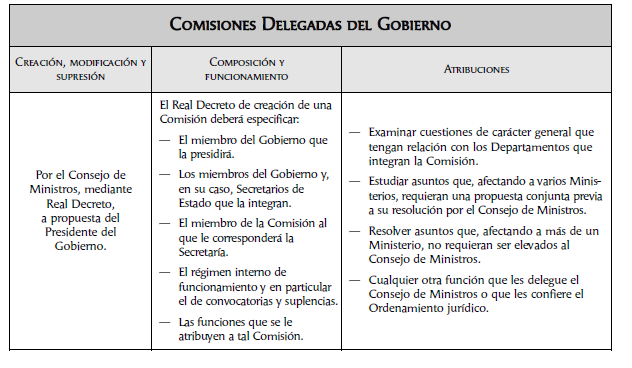 COMISIONES DELEGADAS DEL GOBIERNO
CREACIÓN, MODIFICACIÓN Y
SUPRESIÓN
COMPOSICIÓN Y
FUNCIONAMIENTO
ATRIBUCIONES
Por el Consejo de
Ministros, mediante
Real Decreto,
a propuesta del
Presidente del
Gobierno.
El Real Decreto de creación de una
Comisión deberá especificar:
— El miembro del Gobierno que
la presidirá.
— Los miembros del Gobierno y,
en su caso, Secretarios de
Estado que la integran.
— El miembro de la Comisión al
que le corresponderá la
Secretaría.
— El régimen interno de
funcionamiento y en particular
el de convocatorias y suplencias.
— Las funciones que se le
atribuyen a tal Comisión.
— Examinar cuestiones de carácter general que
tengan relación con los Departamentos que
integran la Comisión.
— Estudiar asuntos que, afectando a varios Minis-
terios, requieran una propuesta conjunta previa
a su resolución por el Consejo de Ministros.
— Resolver asuntos que, afectando a más de un
Ministerio, no requieran ser elevados al
Consejo de Ministros.
— Cualquier otra función que les delegue el
Consejo de Ministros o que les confiere el
Ordenamiento jurídico.